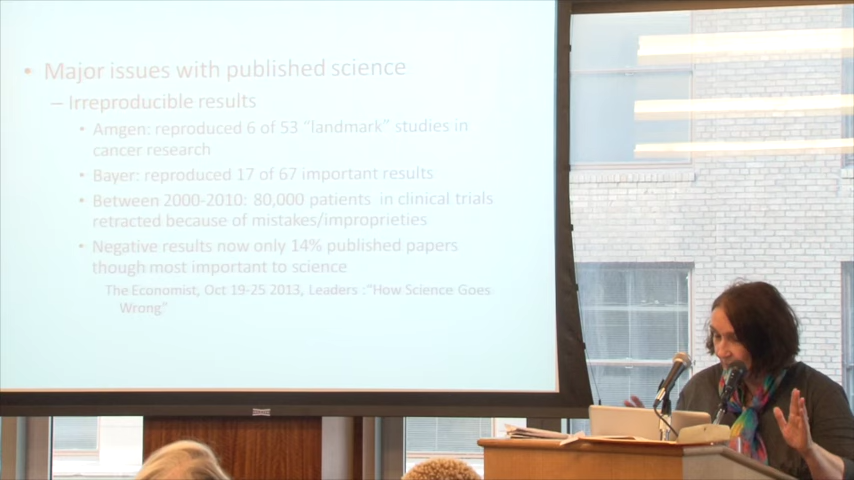 • Major issues with published science
– Irreproducible results
• Amgen: reproduced 6 of 53 "landmark" studies in
cancer research
• Bayer: reproduced 17 of 67 important results
• Between 2000-2010: 80,000 patients in clinical trials
retracted because of mistakes/improprieties
• Negative results now only 14% published papers
though most important to science
The Economist, Oct 19-25 2013, Leaders :"How Science Goes
Wrong"